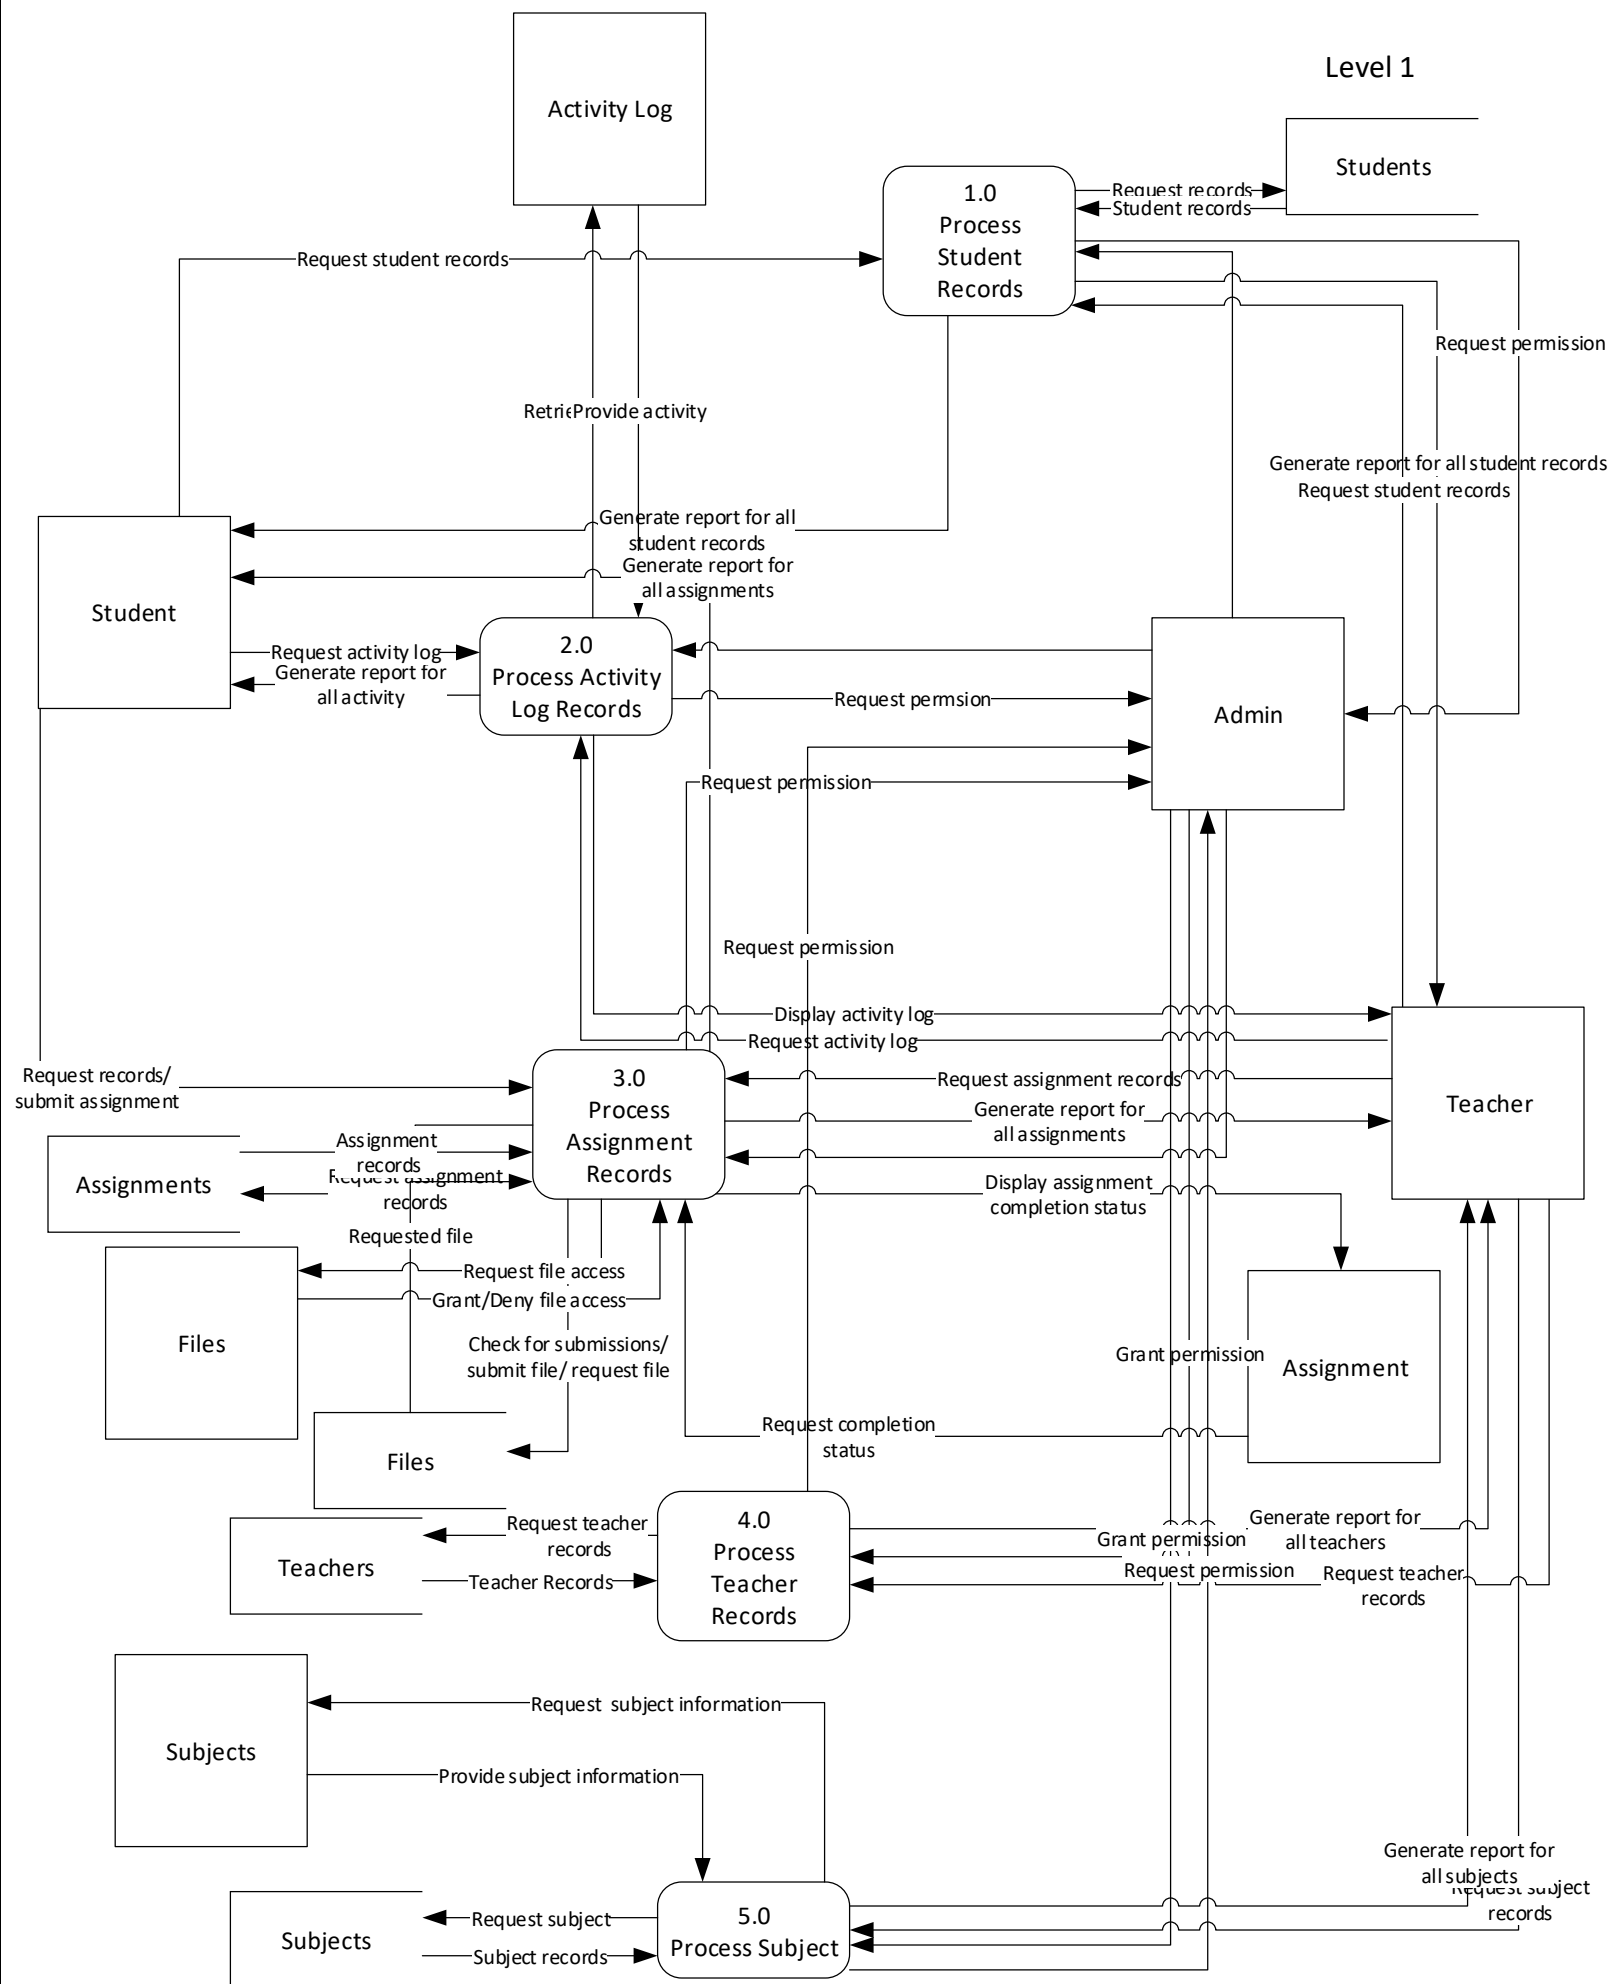 Level 1
Activity Log
Students
1.0
Process
Student
Records
Request records
Student records
Request student records
Request permission
Provide activity
Generate report for all student records
Request student records
Generate report for all
student records
Generate report for
all assignments
Student
2.0
Process Activity
Log Records
Request activity log
Generate report for
all activity
Request permsion
Admin
Request permission
Request permission
Display activity log
Request activity log
Request records/
submit assignment
3.0
Process
Assignment
Records
Request assignment records
Generate report for
all assignments
Teacher
Assignment
records
Request assignment
records
Assignments
Display assignment
completion status
Requested file
Request file access
Grant/Deny file access
Files
Check for submissions/
submit file/ request file
Grant permission
Assignment
Request completion
status
Files
4.0
Process
Teacher
Records
Request teacher
records
Teacher Records
Teachers
Generate report for
all teachers
Grant permission
Request permission
Request teacher
records
Request subject information
Subjects
Provide subject information
Generate report for
all subjects
Request subject
records
5.0
Process Subject
Request subject
Subject records
Subjects